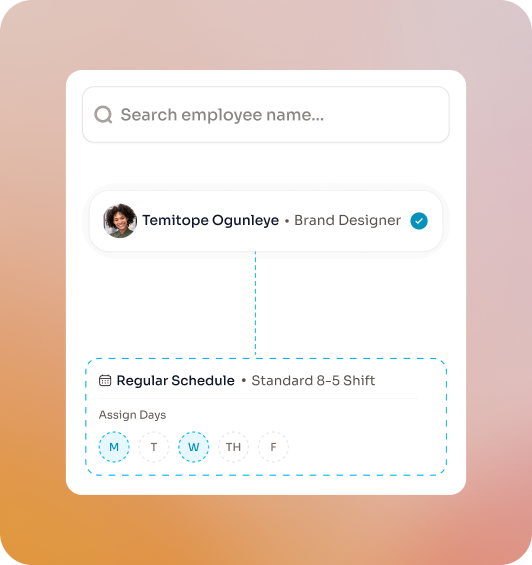 Search employee name...
Temitope Ogunleye • Brand Designer
Regular Schedule • Standard 8-5 Shift
Assign Days
M T W TH F